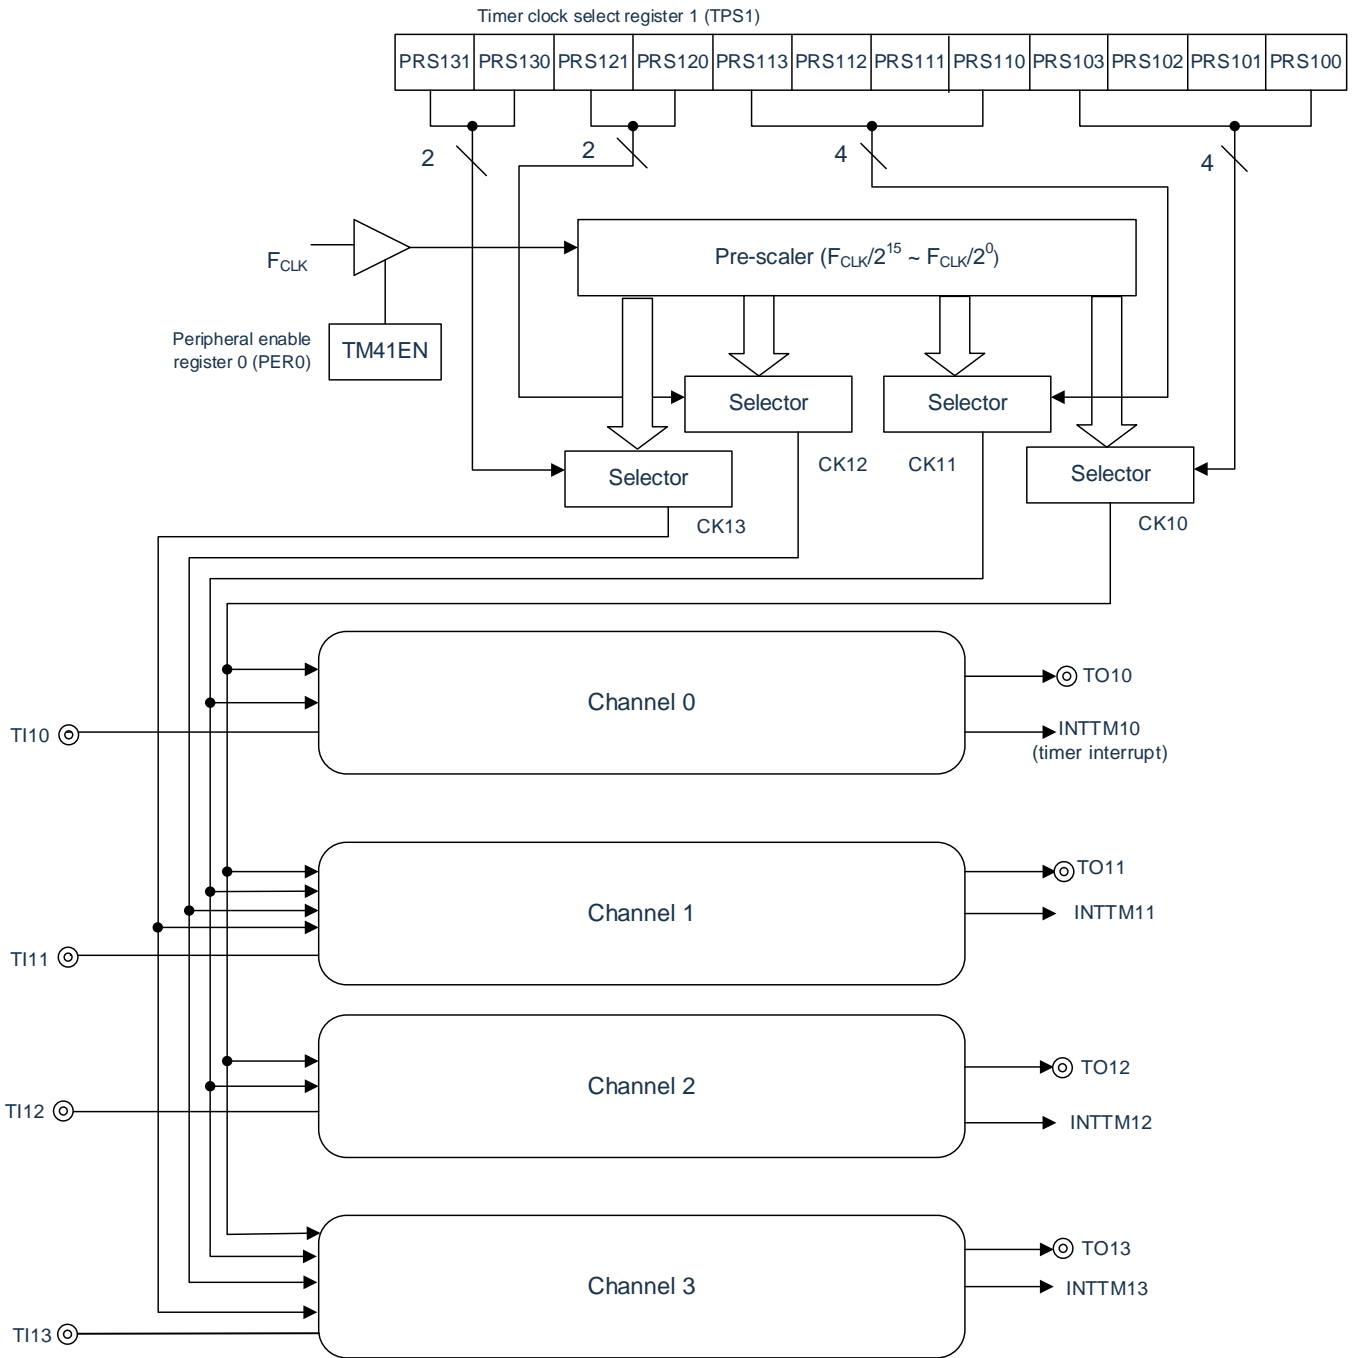 Timer clock select register 1 (TPS1)
PRS131 PRS130 PRS121 PRS120 PRS113 PRS112 PRS111 PRS110 PRS103 PRS102 PRS101 PRS100
2
2
4
4
F_CLK
Pre-scaler (F_CLK/2^15 ~ F_CLK/2^0)
Peripheral enable
register 0 (PER0)
TM41EN
Selector
Selector
CK12
CK11
Selector
Selector
CK13
CK10
Channel 0
TO10
TI10
INTTM10
(timer interrupt)
Channel 1
TO11
INTTM11
TI11
Channel 2
TO12
TI12
INTTM12
Channel 3
TO13
INTTM13
TI13